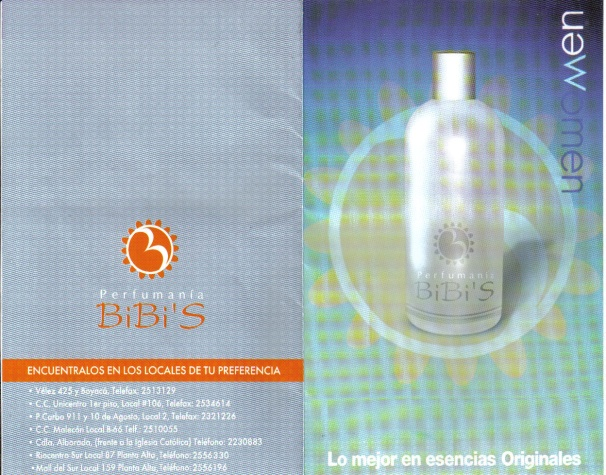 Perfumanía
BiBi'S
ENCUENTRALOS EN LOS LOCALES DE TU PREFERENCIA
• Vélez 425 y Boyacá, Telefax: 2513129
• C.C. Unicentro 1er piso, Local #106, Telefax: 2534614
• P. Carbo 911 y 10 de Agosto, Local 2, Telefax: 2321226
• C.C. Malecón Local B-66 Telf.: 2510055
• Cdla. Alborada, (frente a la Iglesia Católica) Teléfono: 2230883
• Riocentro Sur Local 87 Planta Alta, Teléfono: 2556330
• Mall del Sur Local 159 Planta Alta, Teléfono: 2556196
women
men
Perfumanía
BiBi'S
Lo mejor en esencias Originales